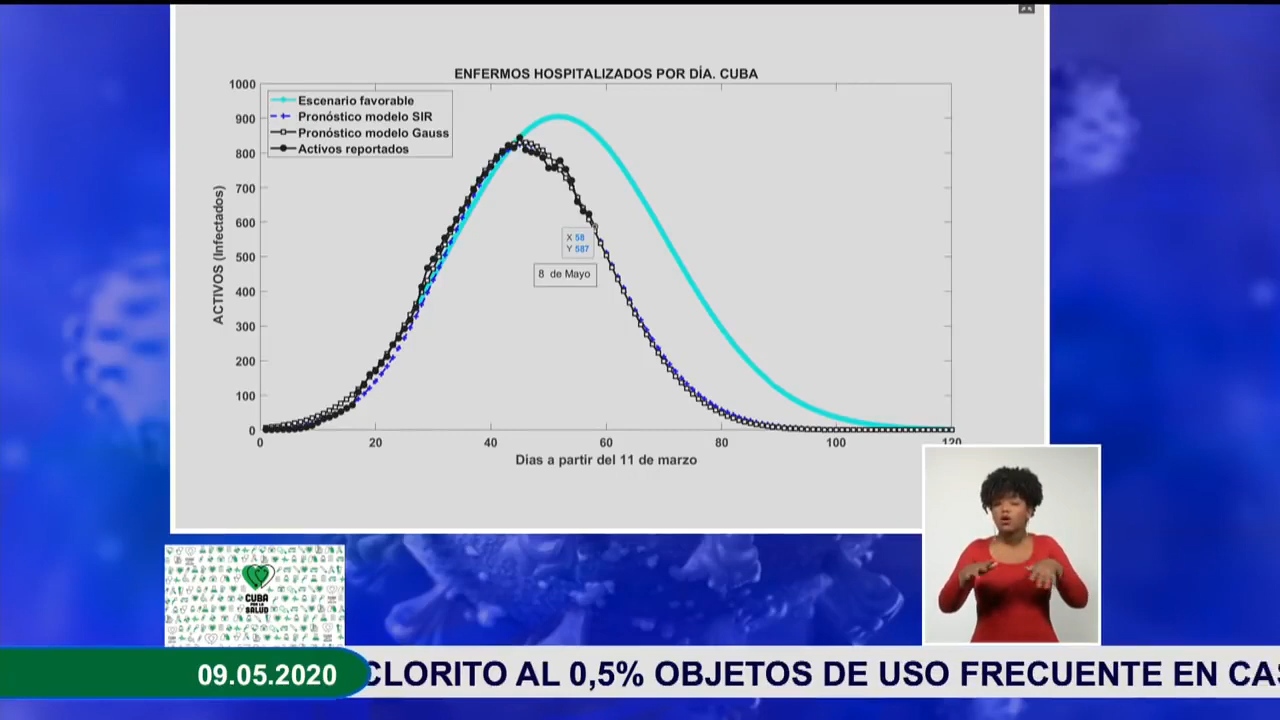 ENFERMOS HOSPITALIZADOS POR DÍA. CUBA
1000
900
800
700
600
500
400
300
200
100
0
ACTIVOS (Infectados)
Escenario favorable
Pronóstico modelo SIR
Pronóstico modelo Gauss
Activos reportados
X 58
Y 587
8 de Mayo
0 20 40 60 80 100 120
Dias a partir del 11 de marzo
CUBA
POR LA
SALUD
09.05.2020
CLORITO AL 0,5% OBJETOS DE USO FRECUENTE EN CAS